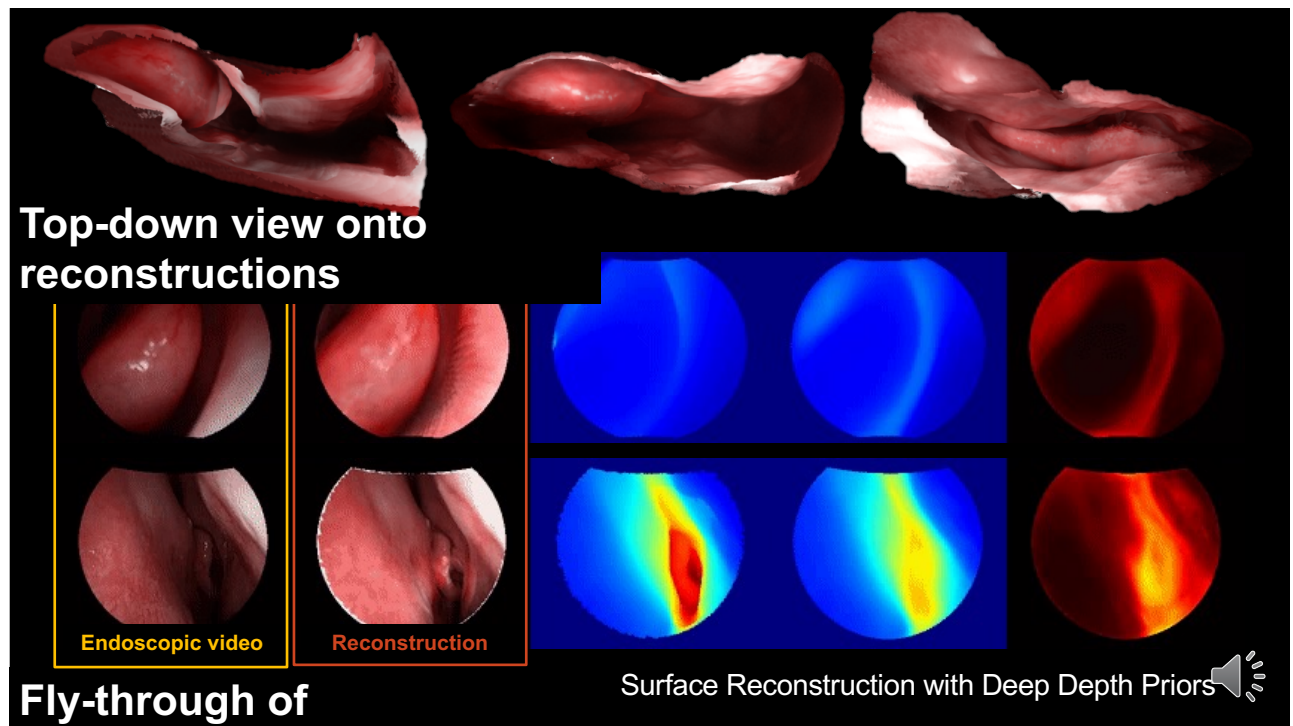 Top-down view onto
reconstructions
Endoscopic video
Reconstruction
Surface Reconstruction with Deep Depth Priors
Fly-through of